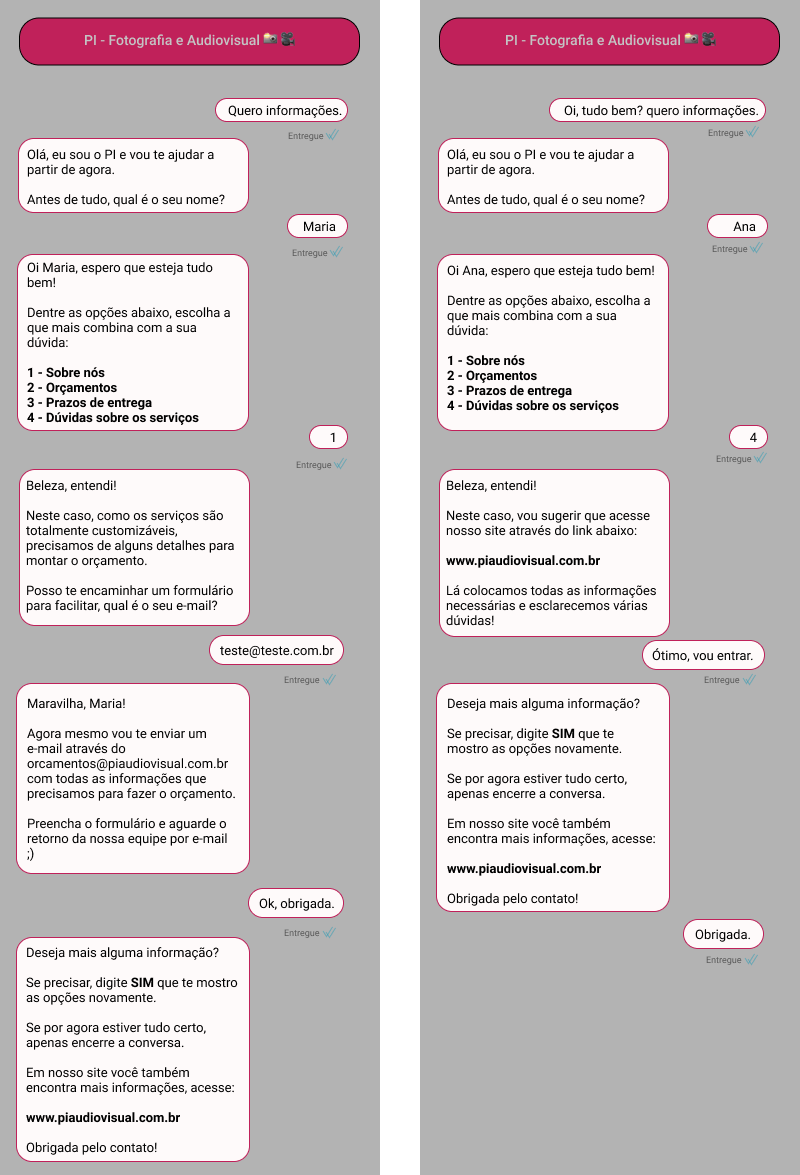 PI - Fotografia e Audiovisual 📸🎥
Quero informações.
Entregue
Olá, eu sou o PI e vou te ajudar a
partir de agora.
Antes de tudo, qual é o seu nome?
Maria
Entregue
Oi Maria, espero que esteja tudo
bem!
Dentre as opções abaixo, escolha a
que mais combina com a sua
dúvida:
1 - Sobre nós
2 - Orçamentos
3 - Prazos de entrega
4 - Dúvidas sobre os serviços
1
Entregue
Beleza, entendi!
Neste caso, como os serviços são
totalmente customizáveis,
precisamos de alguns detalhes para
montar o orçamento.
Posso te encaminhar um formulário
para facilitar, qual é o seu e-mail?
teste@teste.com.br
Entregue
Maravilha, Maria!
Agora mesmo vou te enviar um
e-mail através do
orcamentos@piaudiovisual.com.br
com todas as informações que
precisamos para fazer o orçamento.
Preencha o formulário e aguarde o
retorno da nossa equipe por e-mail
;)
Ok, obrigada.
Entregue
Deseja mais alguma informação?
Se precisar, digite SIM que te mostro
as opções novamente.
Se por agora estiver tudo certo,
apenas encerre a conversa.
Em nosso site você também
encontra mais informações, acesse:
www.piaudiovisual.com.br
Obrigada pelo contato!
PI - Fotografia e Audiovisual 📸🎥
Oi, tudo bem? quero informações.
Entregue
Olá, eu sou o PI e vou te ajudar a
partir de agora.
Antes de tudo, qual é o seu nome?
Ana
Entregue
Oi Ana, espero que esteja tudo bem!
Dentre as opções abaixo, escolha a
que mais combina com a sua
dúvida:
1 - Sobre nós
2 - Orçamentos
3 - Prazos de entrega
4 - Dúvidas sobre os serviços
4
Entregue
Beleza, entendi!
Neste caso, vou sugerir que acesse
nosso site através do link abaixo:
www.piaudiovisual.com.br
Lá colocamos todas as informações
necessárias e esclarecemos várias
dúvidas!
Ótimo, vou entrar.
Entregue
Deseja mais alguma informação?
Se precisar, digite SIM que te
mostro as opções novamente.
Se por agora estiver tudo certo,
apenas encerre a conversa.
Em nosso site você também
encontra mais informações, acesse:
www.piaudiovisual.com.br
Obrigada pelo contato!
Obrigada.
Entregue